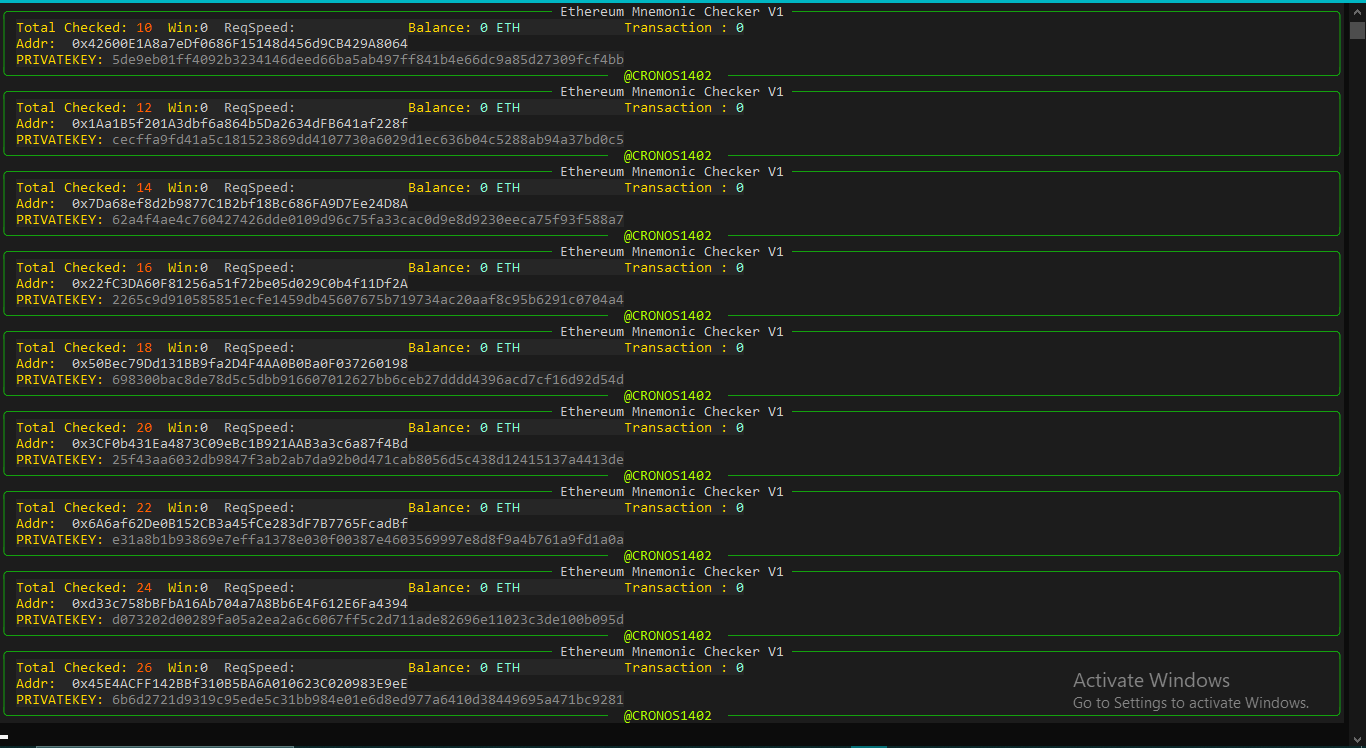 Ethereum Mnemonic Checker V1
Total Checked: 10 Win:0 ReqSpeed: Balance: 0 ETH Transaction : 0
Addr: 0x42600E1A8a7eDf0686F15148d456d9CB429A8064
PRIVATEKEY: 5de9eb01ff4092b3234146deed66ba5ab497ff841b4e66dc9a85d27309fcf4bb
@CRONOS1402
Ethereum Mnemonic Checker V1
Total Checked: 12 Win:0 ReqSpeed: Balance: 0 ETH Transaction : 0
Addr: 0x1Aa1B5f201A3dbf6a864b5Da2634dFB641af228f
PRIVATEKEY: cecffa9fd41a5c181523869dd4107730a6029d1ec636b04c5288ab94a37bd0c5
@CRONOS1402
Ethereum Mnemonic Checker V1
Total Checked: 14 Win:0 ReqSpeed: Balance: 0 ETH Transaction : 0
Addr: 0x7Da68ef8d2b9877C1B2bf18Bc686FA9D7Ee24D8A
PRIVATEKEY: 62a4f4ae4c760427426dde0109d96c75fa33cac0d9e8d9230eeca75f93f588a7
@CRONOS1402
Ethereum Mnemonic Checker V1
Total Checked: 16 Win:0 ReqSpeed: Balance: 0 ETH Transaction : 0
Addr: 0x22fC3DA60F81256a51f72be05d029C0b4f11Df2A
PRIVATEKEY: 2265c9d910585851ecfe1459db45607675b719734ac20aaf8c95b6291c0704a4
@CRONOS1402
Ethereum Mnemonic Checker V1
Total Checked: 18 Win:0 ReqSpeed: Balance: 0 ETH Transaction : 0
Addr: 0x50Bec79Dd131BB9fa2D4F4AA0B0Ba0F037260198
PRIVATEKEY: 698300bac8de78d5c5dbb916607012627bb6ceb27dddd4396acd7cf16d92d54d
@CRONOS1402
Ethereum Mnemonic Checker V1
Total Checked: 20 Win:0 ReqSpeed: Balance: 0 ETH Transaction : 0
Addr: 0x3CF0b431Ea4873C09eBc1B921AAB3a3c6a87f4Bd
PRIVATEKEY: 25f43aa6032db9847f3ab2ab7da92b0d471cab8056d5c438d12415137a4413de
@CRONOS1402
Ethereum Mnemonic Checker V1
Total Checked: 22 Win:0 ReqSpeed: Balance: 0 ETH Transaction : 0
Addr: 0x6A6af62De0B152CB3a45fCe283dF7B7765FcadBf
PRIVATEKEY: e31a8b1b93869e7effa1378e030f00387e4603569997e8d8f9a4b761a9fd1a0a
@CRONOS1402
Ethereum Mnemonic Checker V1
Total Checked: 24 Win:0 ReqSpeed: Balance: 0 ETH Transaction : 0
Addr: 0xd33c758bBFbA16Ab704a7A8Bb6E4F612E6Fa4394
PRIVATEKEY: d073202d00289fa05a2ea2a6c6067ff5c2d711ade82696e11023c3de100b095d
@CRONOS1402
Ethereum Mnemonic Checker V1
Total Checked: 26 Win:0 ReqSpeed: Balance: 0 ETH Transaction : 0
Addr: 0x45E4ACFF142BBf310B5BA6A010623C020983E9eE
PRIVATEKEY: 6b6d2721d9319c95ede5c31bb984e01e6d8ed977a6410d38449695a471bc9281
@CRONOS1402
Activate Windows
Go to Settings to activate Windows.